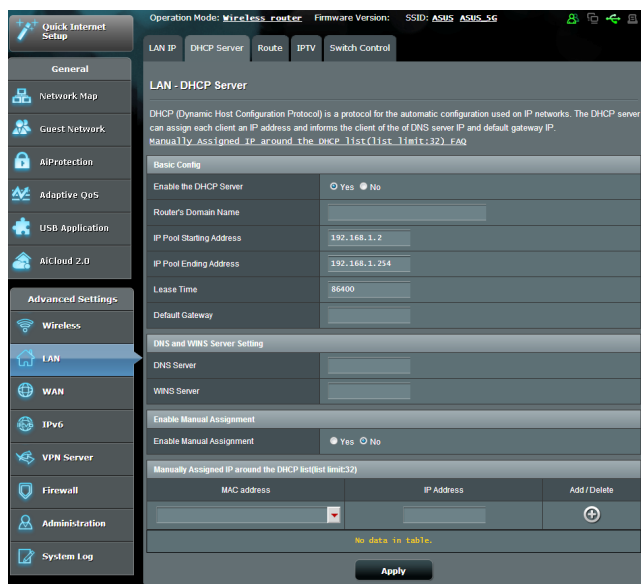 Operation Mode: Wireless router Firmware Version: SSID: ASUS ASUS_5G
Quick Internet
Setup
General
Network Map
Guest Network
AiProtection
Adaptive QoS
USB Application
AiCloud 2.0
Advanced Settings
Wireless
LAN
WAN
IPv6
VPN Server
Firewall
Administration
System Log
LAN IP DHCP Server Route IPTV Switch Control
LAN - DHCP Server
DHCP (Dynamic Host Configuration Protocol) is a protocol for the automatic configuration used on IP networks. The DHCP server
can assign each client an IP address and informs the client of the of DNS server IP and default gateway IP.
Manually Assigned IP around the DHCP list(list limit:32) FAQ
Basic Config
Enable the DHCP Server Yes No
Router's Domain Name
IP Pool Starting Address 192.168.1.2
IP Pool Ending Address 192.168.1.254
Lease Time 86400
Default Gateway
DNS and WINS Server Setting
DNS Server
WINS Server
Enable Manual Assignment
Enable Manual Assignment Yes No
Manually Assigned IP around the DHCP list(list limit:32)
MAC address IP Address Add / Delete
No data in table.
Apply